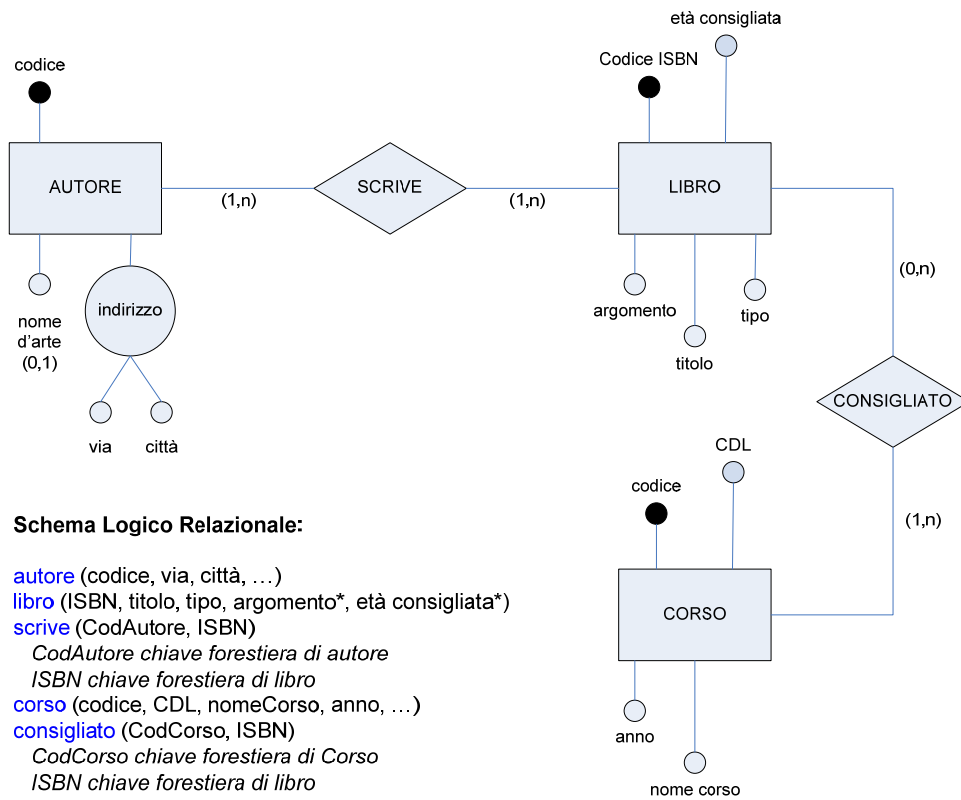 età consigliata
codice
Codice ISBN
AUTORE
SCRIVE
LIBRO
(1,n)
(1,n)
(0,n)
nome
d'arte
(0,1)
indirizzo
argomento
tipo
titolo
via
città
CONSIGLIATO
CDL
codice
(1,n)
CORSO
anno
nome corso
Schema Logico Relazionale:
autore (codice, via, città, …)
libro (ISBN, titolo, tipo, argomento*, età consigliata*)
scrive (CodAutore, ISBN)
CodAutore chiave forestiera di autore
ISBN chiave forestiera di libro
corso (codice, CDL, nomeCorso, anno, …)
consigliato (CodCorso, ISBN)
CodCorso chiave forestiera di Corso
ISBN chiave forestiera di libro